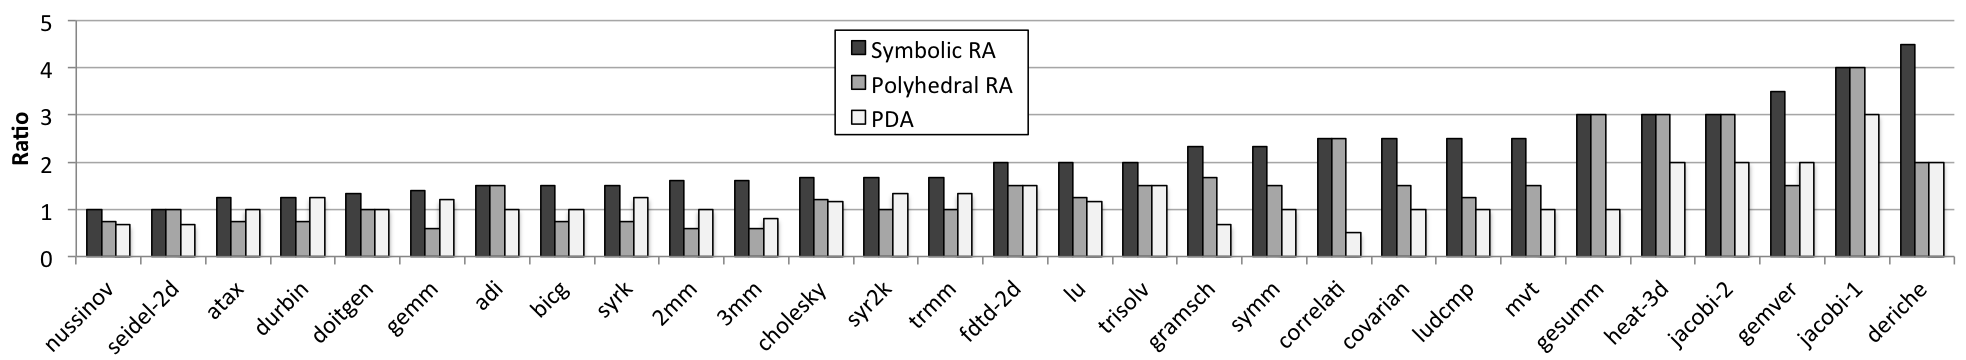 5
4
3
2
1
0
Ratio
Symbolic RA
Polyhedral RA
PDA
nussinov
seidel-2d
atax
durbin
doitgen
gemm
adi
bicg
syrk
2mm
3mm
cholesky
syr2k
trmm
fdtd-2d
lu
trisolv
gramsch
symm
correlati
covarian
ludcmp
mvt
gesumm
heat-3d
jacobi-2
gemver
jacobi-1
deriche